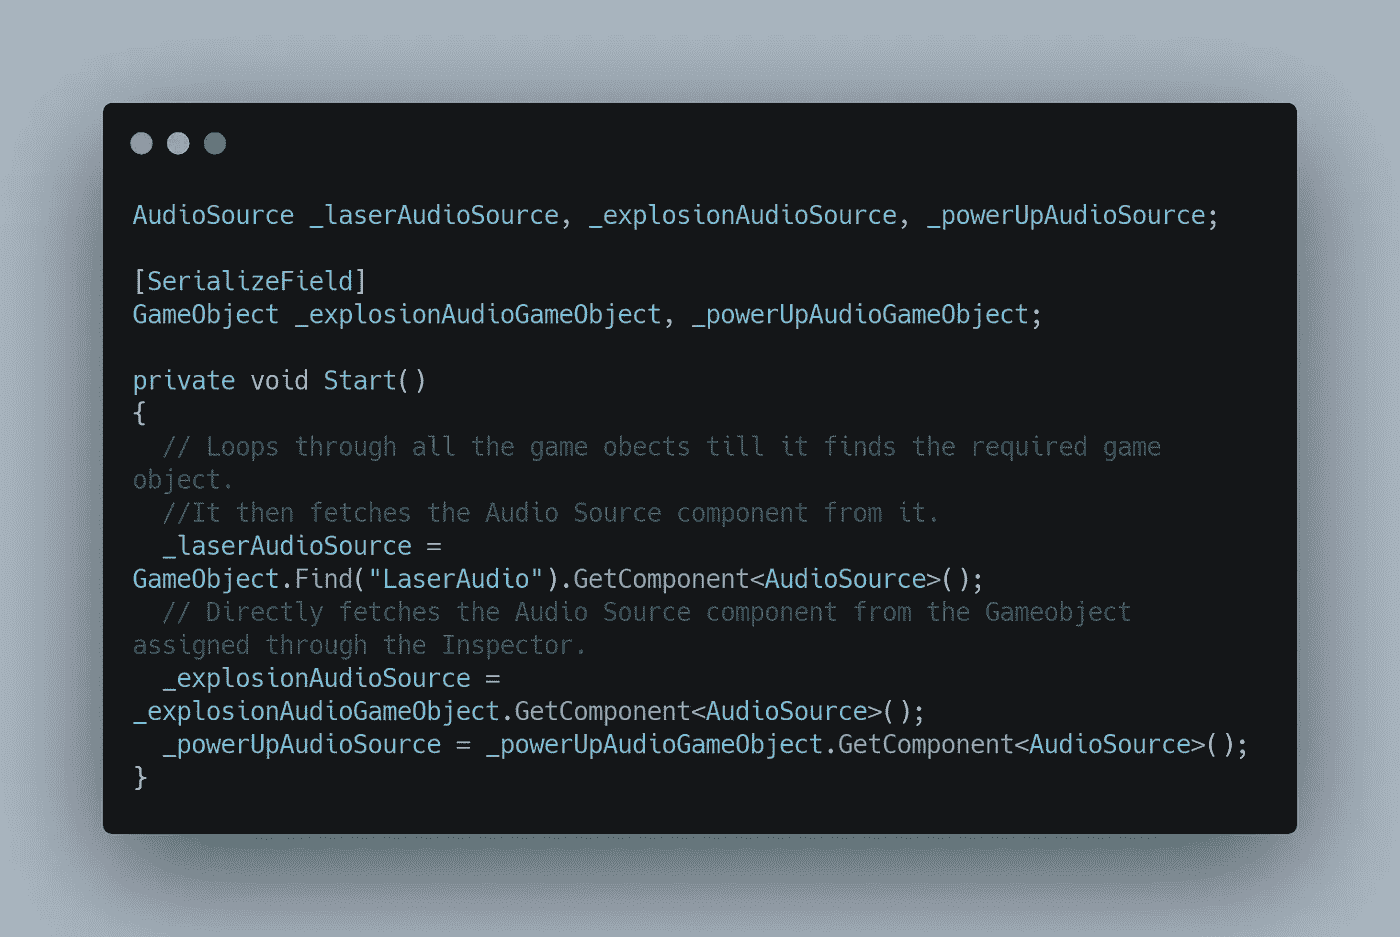 AudioSource _laserAudioSource, _explosionAudioSource, _powerUpAudioSource;
[SerializeField]
GameObject _explosionAudioGameObject, _powerUpAudioGameObject;
private void Start()
{
// Loops through all the game obects till it finds the required game
object.
//It then fetches the Audio Source component from it.
_laserAudioSource =
GameObject.Find("LaserAudio").GetComponent<AudioSource>();
// Directly fetches the Audio Source component from the Gameobject
assigned through the Inspector.
_explosionAudioSource =
_explosionAudioGameObject.GetComponent<AudioSource>();
_powerUpAudioSource = _powerUpAudioGameObject.GetComponent<AudioSource>();
}